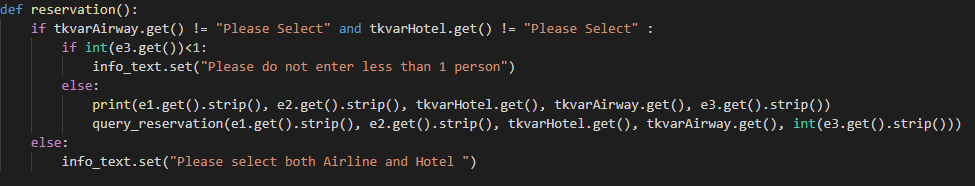 def reservation():
    if tkvarAirway.get() != "Please Select" and tkvarHotel.get() != "Please Select" :
        if int(e3.get())<1:
            info_text.set("Please do not enter less than 1 person")
        else:
            print(e1.get().strip(), e2.get().strip(), tkvarHotel.get(), tkvarAirway.get(), e3.get().strip())
            query_reservation(e1.get().strip(), e2.get().strip(), tkvarHotel.get(), tkvarAirway.get(), int(e3.get().strip()))
    else:
        info_text.set("Please select both Airline and Hotel ")